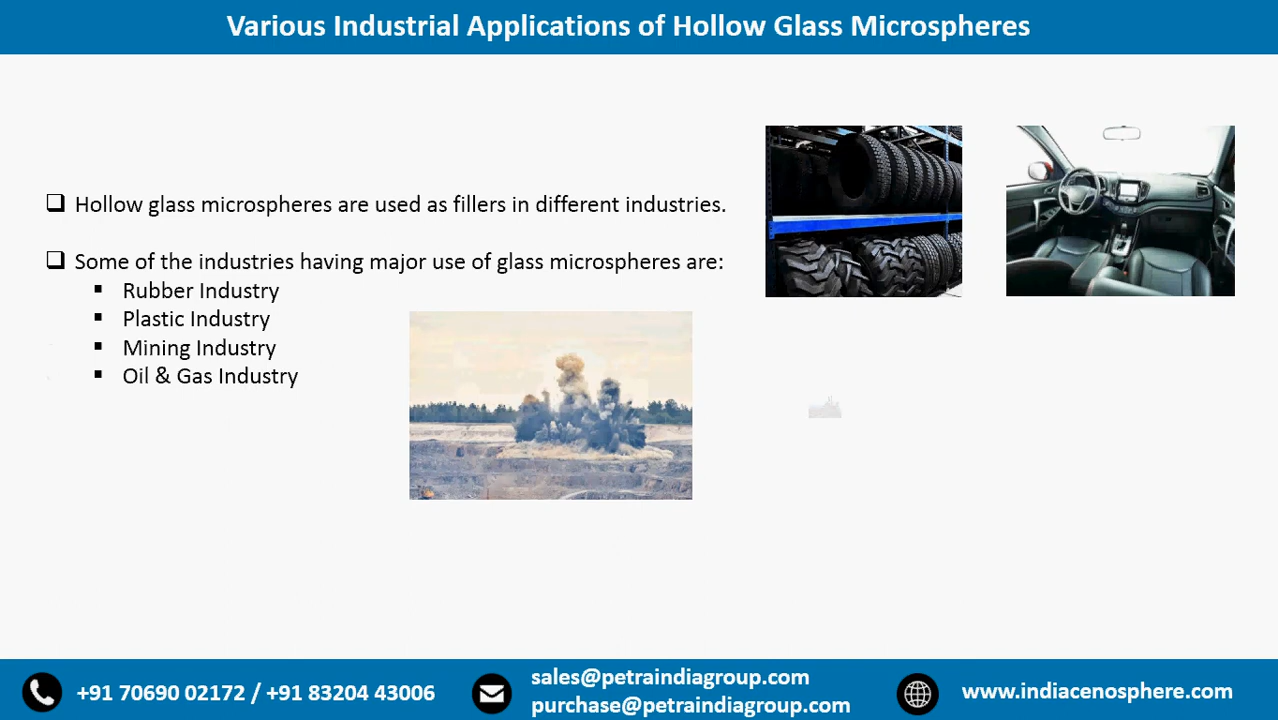 Various Industrial Applications of Hollow Glass Microspheres
Hollow glass microspheres are used as fillers in different industries.
Some of the industries having major use of glass microspheres are:
Rubber Industry
Plastic Industry
Mining Industry
Oil & Gas Industry
+91 70690 02172 / +91 83204 43006
sales@petraindiagroup.com
purchase@petraindiagroup.com
www.indiacenosphere.com